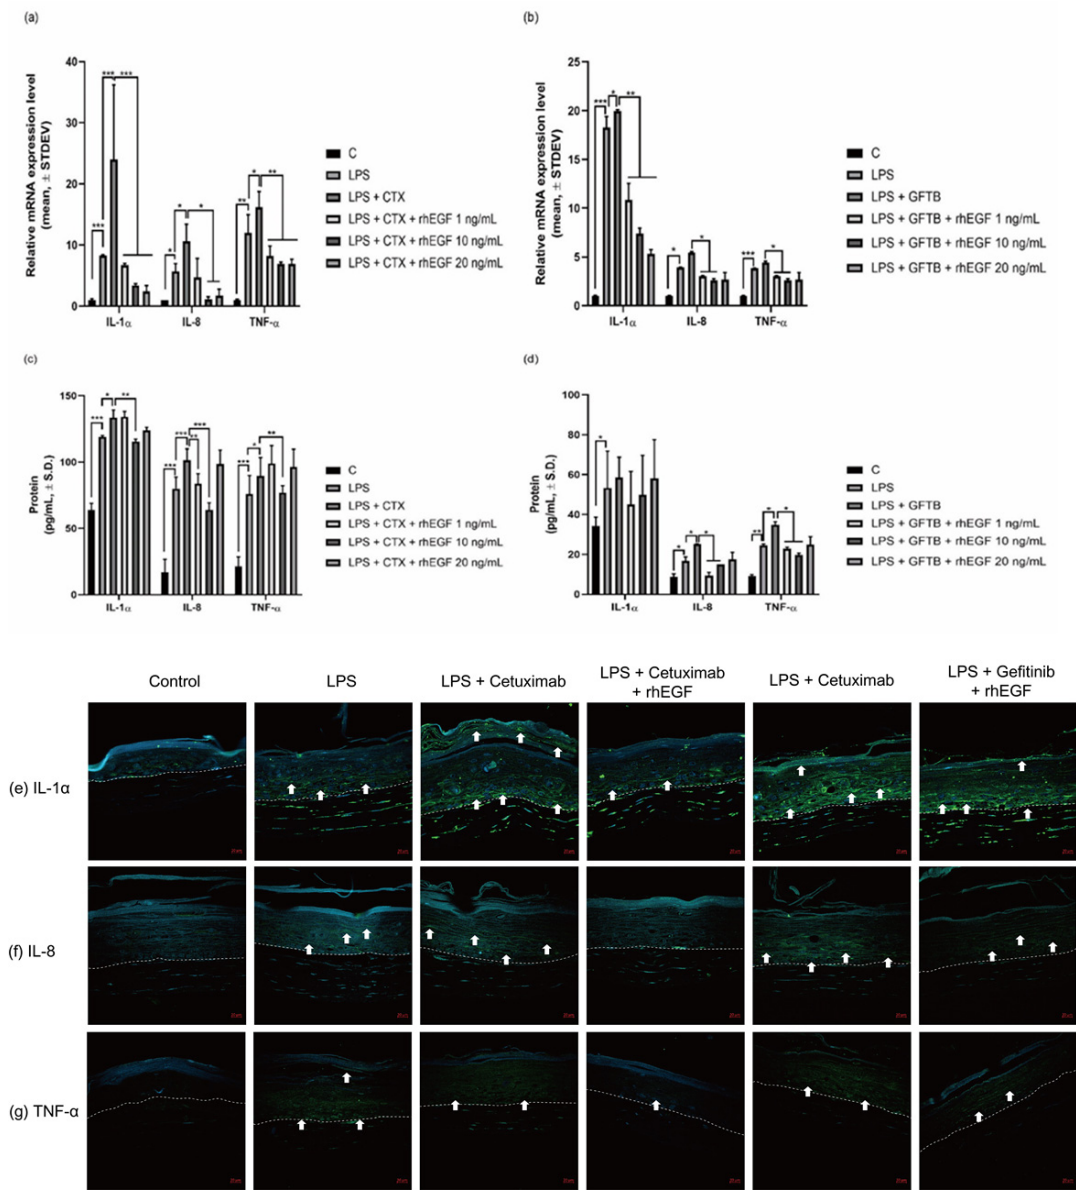 (a)
Relative mRNA expression level
(mean, ± STDEV)
40
30
20
10
0
***
***
***
*
*
*
**
*
**
IL-1α
IL-8
TNF-α
C
LPS
LPS + CTX
LPS + CTX + rhEGF 1 ng/mL
LPS + CTX + rhEGF 10 ng/mL
LPS + CTX + rhEGF 20 ng/mL
(b)
Relative mRNA expression level
(mean, ± STDEV)
25
20
15
10
5
0
***
*
**
*
*
***
*
IL-1α
IL-8
TNF-α
C
LPS
LPS + GFTB
LPS + GFTB + rhEGF 1 ng/mL
LPS + GFTB + rhEGF 10 ng/mL
LPS + GFTB + rhEGF 20 ng/mL
(c)
Protein
(pg/mL, ± S.D.)
150
100
50
0
***
*
**
***
***
***
**
***
*
**
IL-1α
IL-8
TNF-α
C
LPS
LPS + CTX
LPS + CTX + rhEGF 1 ng/mL
LPS + CTX + rhEGF 10 ng/mL
LPS + CTX + rhEGF 20 ng/mL
(d)
Protein
(pg/mL, ± S.D.)
100
80
60
40
20
0
*
*
*
*
**
*
*
IL-1α
IL-8
TNF-α
C
LPS
LPS + GFTB
LPS + GFTB + rhEGF 1 ng/mL
LPS + GFTB + rhEGF 10 ng/mL
LPS + GFTB + rhEGF 20 ng/mL
Control
LPS
LPS + Cetuximab
LPS + Cetuximab
+ rhEGF
LPS + Cetuximab
LPS + Gefitinib
+ rhEGF
(e) IL-1α
(f) IL-8
(g) TNF-α